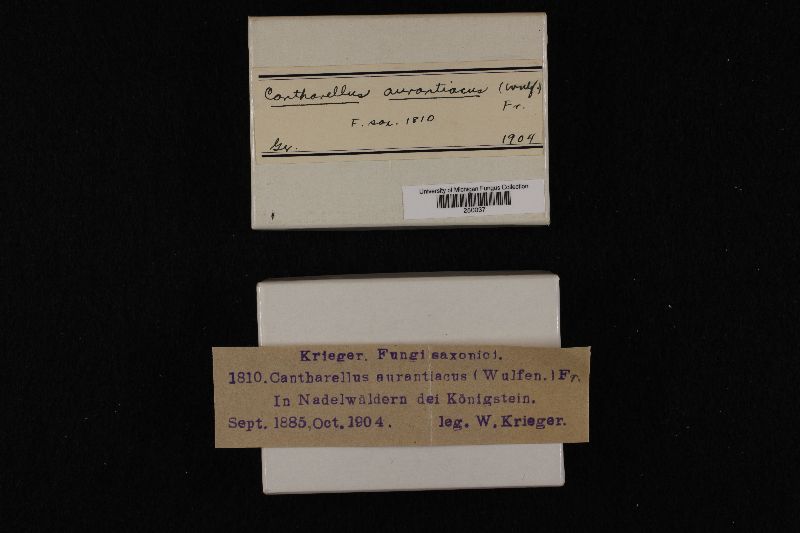 Cantharellus aurantiacus (Wulf.)
Fr.
F. sax. 1810
Ger. 1904
University of Michigan Fungus Collection
Krieger. Fungi saxonici.
1810. Cantharellus aurantiacus (Wulfen.) Fr.
In Nadelwäldern dei Königstein.
Sept. 1885, Oct. 1904. leg. W. Krieger.